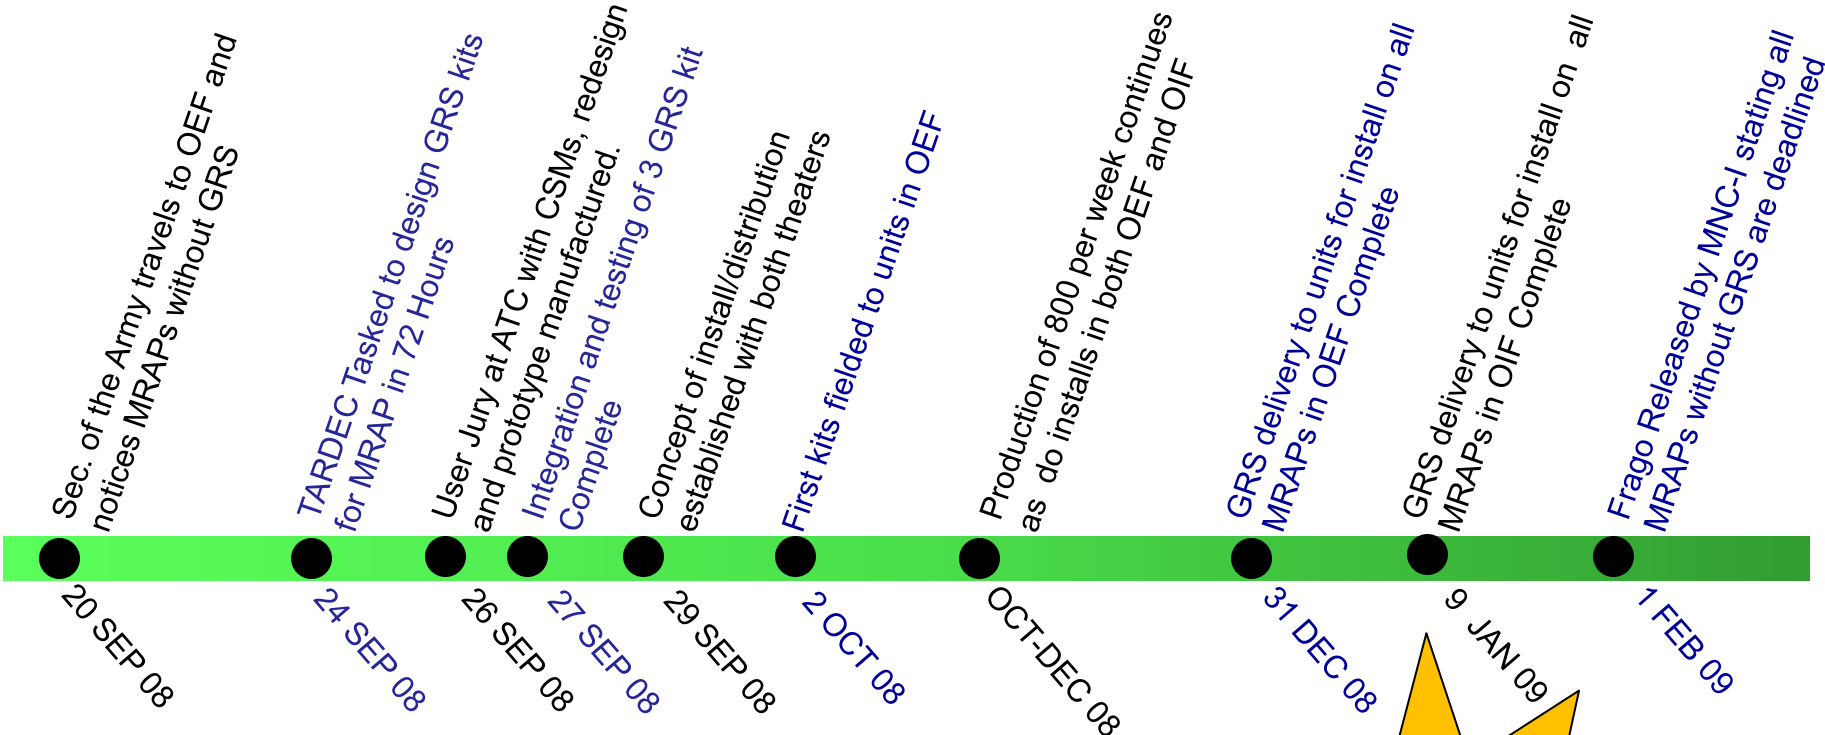 Sec. of the Army travels to OEF and
notices MRAPs without GRS
20 SEP 08
TARDEC Tasked to design GRS kits
for MRAP in 72 Hours
24 SEP 08
User Jury at ATC with CSMs, redesign
and prototype manufactured.
26 SEP 08
Integration and testing of 3 GRS kit
Complete
27 SEP 08
Concept of install/distribution
established with both theaters
29 SEP 08
First kits fielded to units in OEF
2 OCT 08
Production of 800 per week continues
as do installs in both OEF and OIF
OCT-DEC 08
GRS delivery to units for install on all
MRAPs in OEF Complete
31 DEC 08
GRS delivery to units for install on all
MRAPs in OIF Complete
9 JAN 09
Frago Released by MNC-I stating all
MRAPs without GRS are deadlined
1 FEB 09